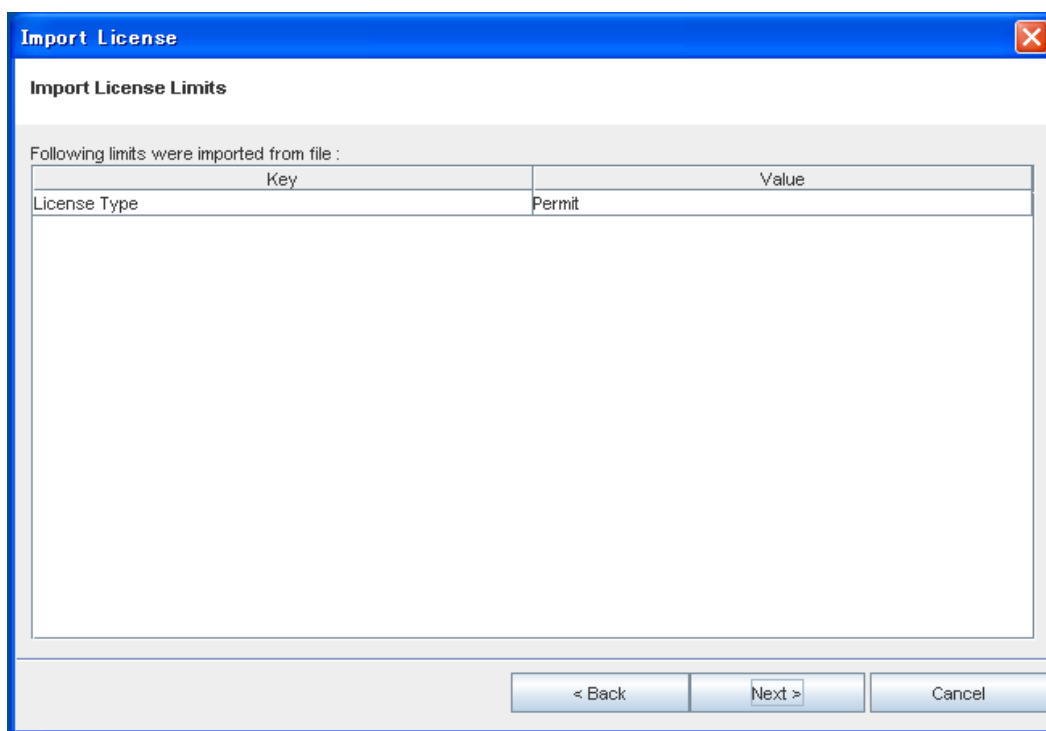 Import License
Import License Limits
Following limits were imported from file :
Key Value
License Type Permit
< Back Next > Cancel